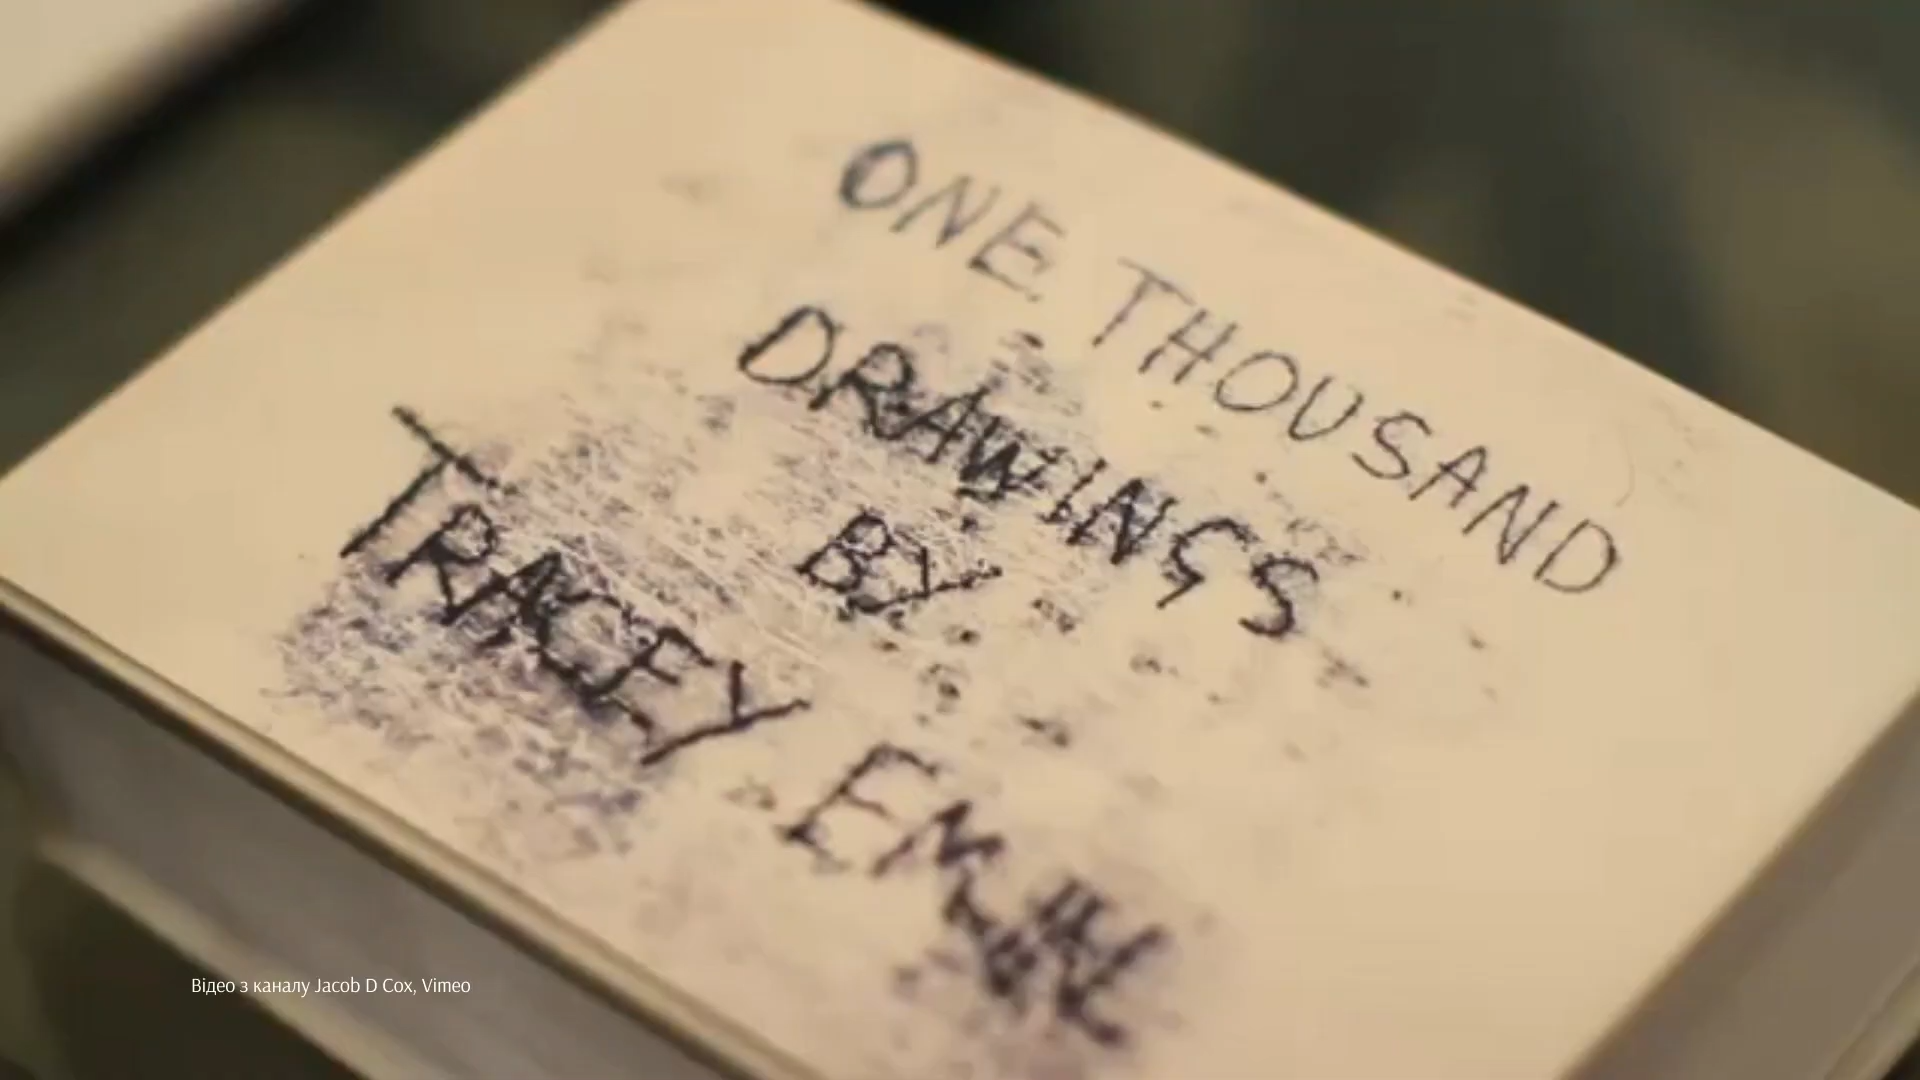 ONE THOUSAND
DRAWINGS
BY
TRACEY EMIN
Відео з каналу Jacob D Cox, Vimeo